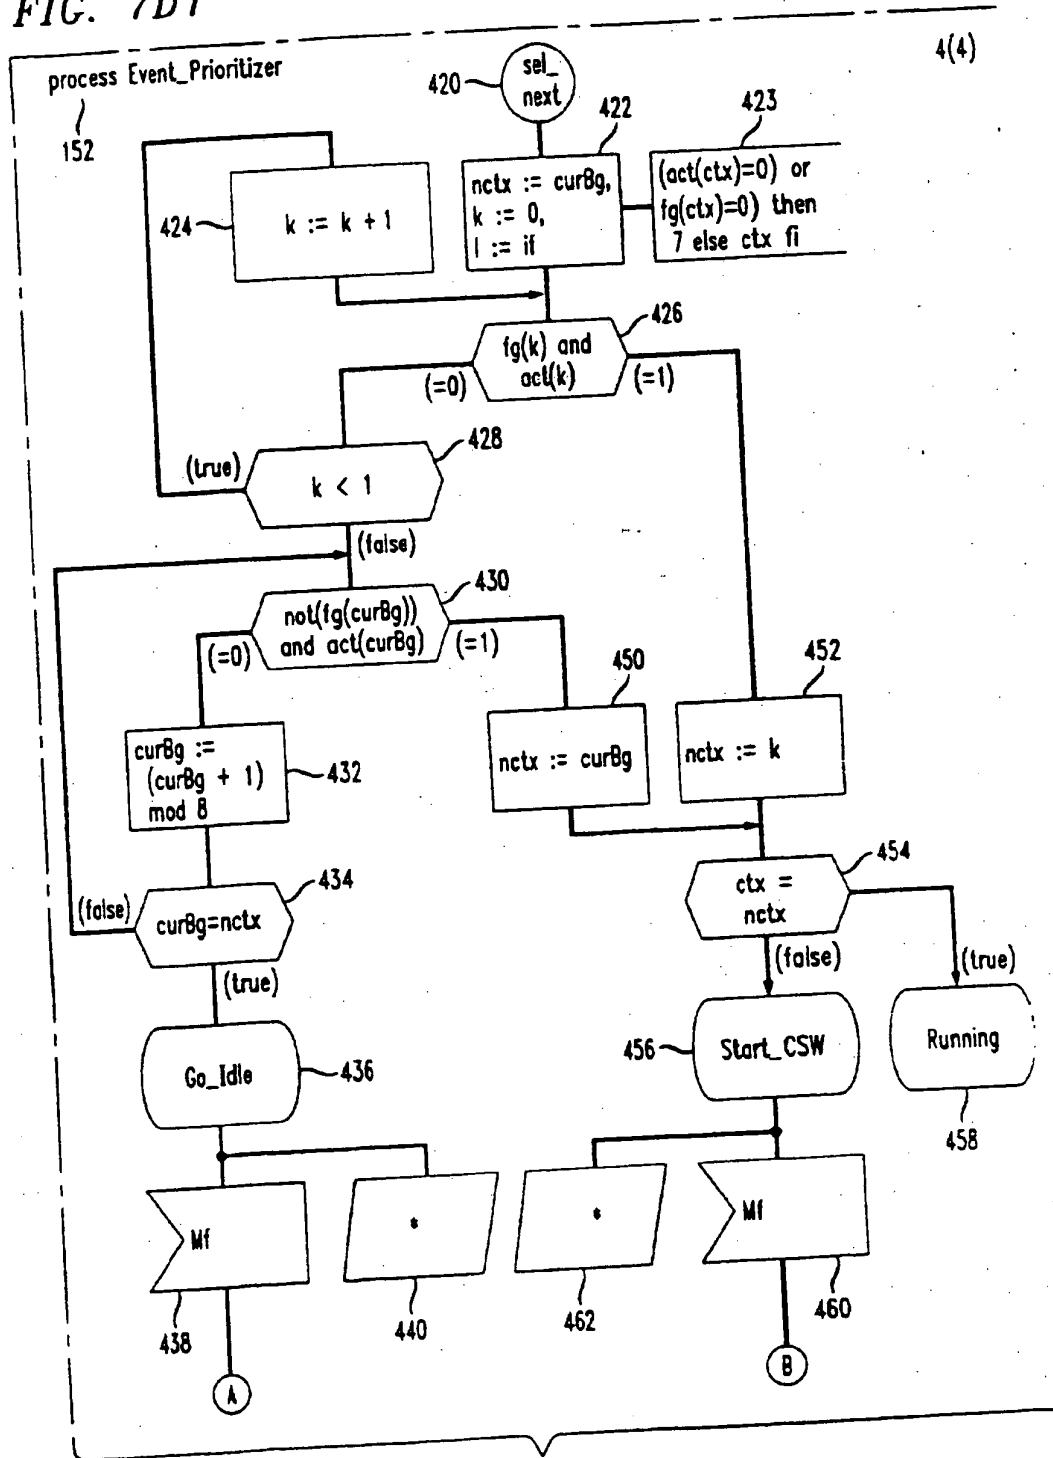 FIG. 7D1
process Event_Prioritizer
4(4)
152
420
sel_
next
422
423
nctx := curBg,
k := 0,
l := if
(act(ctx)=0) or
fg(ctx)=0) then
7 else ctx fi
424
k := k + 1
426
fg(k) and
act(k)
(=0)
(=1)
428
(true)
k < 1
(false)
430
not(fg(curBg))
and act(curBg)
(=0)
(=1)
450
452
curBg :=
(curBg + 1)
mod 8
432
nctx := curBg
nctx := k
434
454
(false)
curBg=nctx
ctx =
nctx
(true)
(false)
(true)
Go_Idle
436
456
Start_CSW
Running
458
Mf
*
*
Mf
438
440
462
460
A
B